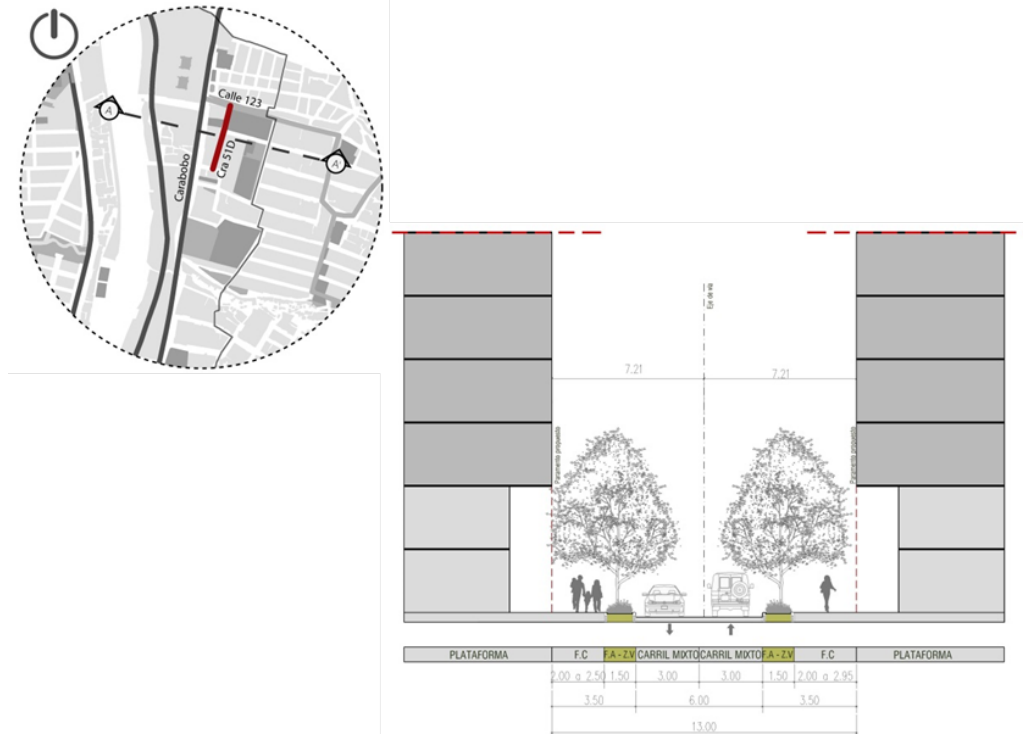 Calle 123
A
Cra 51D
A'
Carabobo
Eje de vía
7.21
7.21
Paramento propuesto
Paramento propuesto
PLATAFORMA
F.C
F.A - Z.V
CARRIL MIXTO
CARRIL MIXTO
F.A - Z.V
F.C
PLATAFORMA
2.00 a 2.50
1.50
3.00
3.00
1.50
2.00 a 2.95
3.50
6.00
3.50
13.00